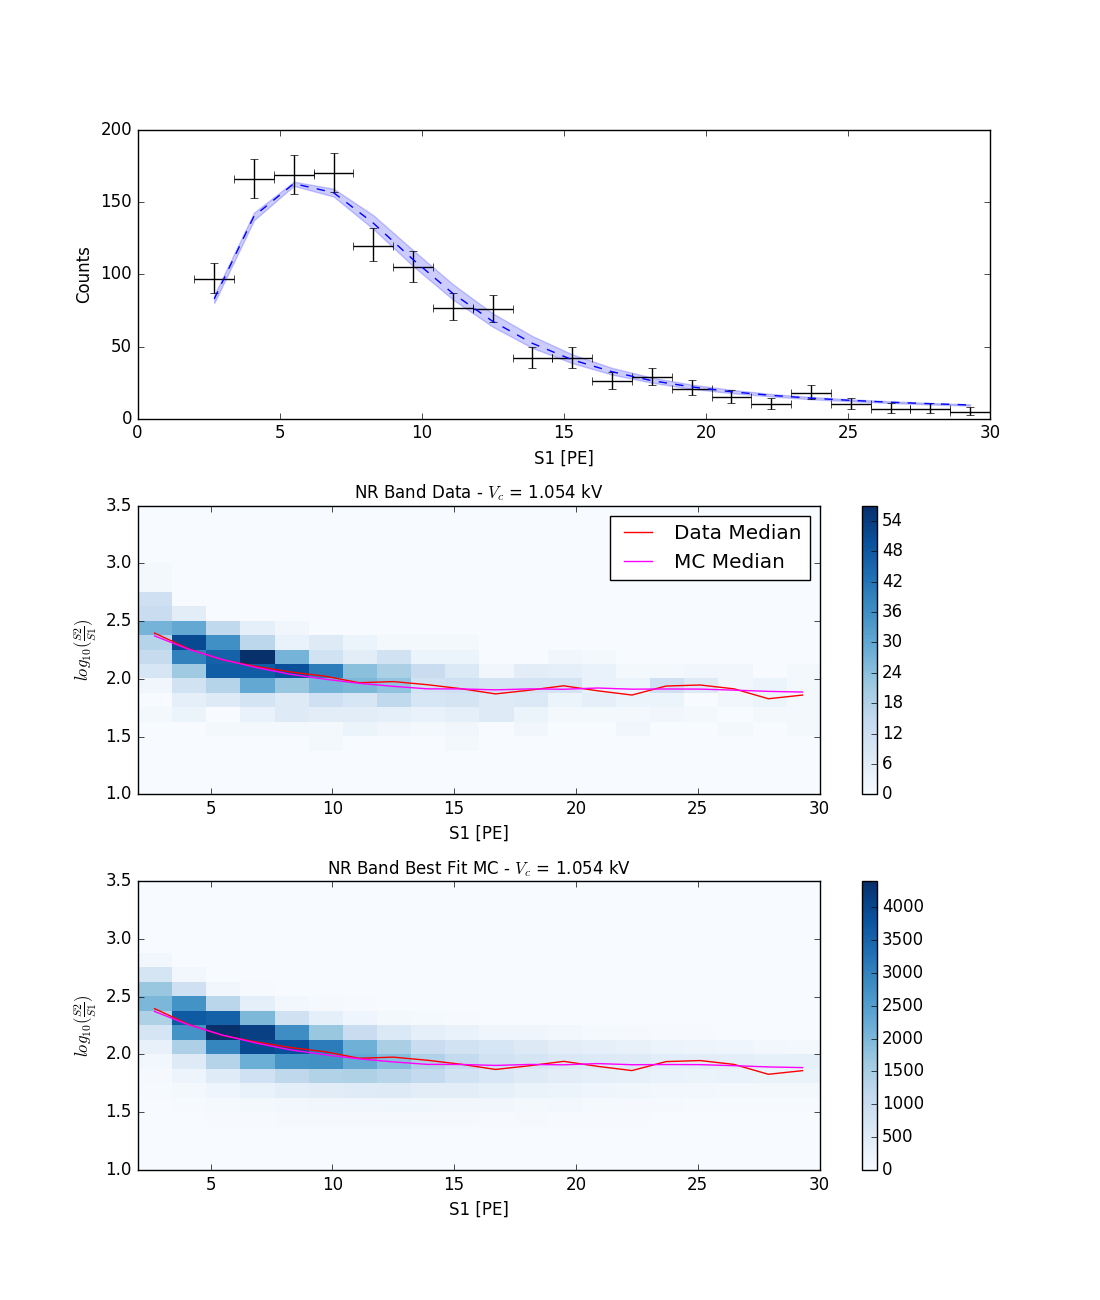 200
150
100
50
0
Counts
0 5 10 15 20 25 30
S1 [PE]
NR Band Data - V_c = 1.054 kV
3.5
3.0
2.5
2.0
1.5
1.0
log_10(S2/S1)
Data Median
MC Median
54
48
42
36
30
24
18
12
6
0
5 10 15 20 25 30
S1 [PE]
NR Band Best Fit MC - V_c = 1.054 kV
3.5
3.0
2.5
2.0
1.5
1.0
log_10(S2/S1)
4000
3500
3000
2500
2000
1500
1000
500
0
5 10 15 20 25 30
S1 [PE]